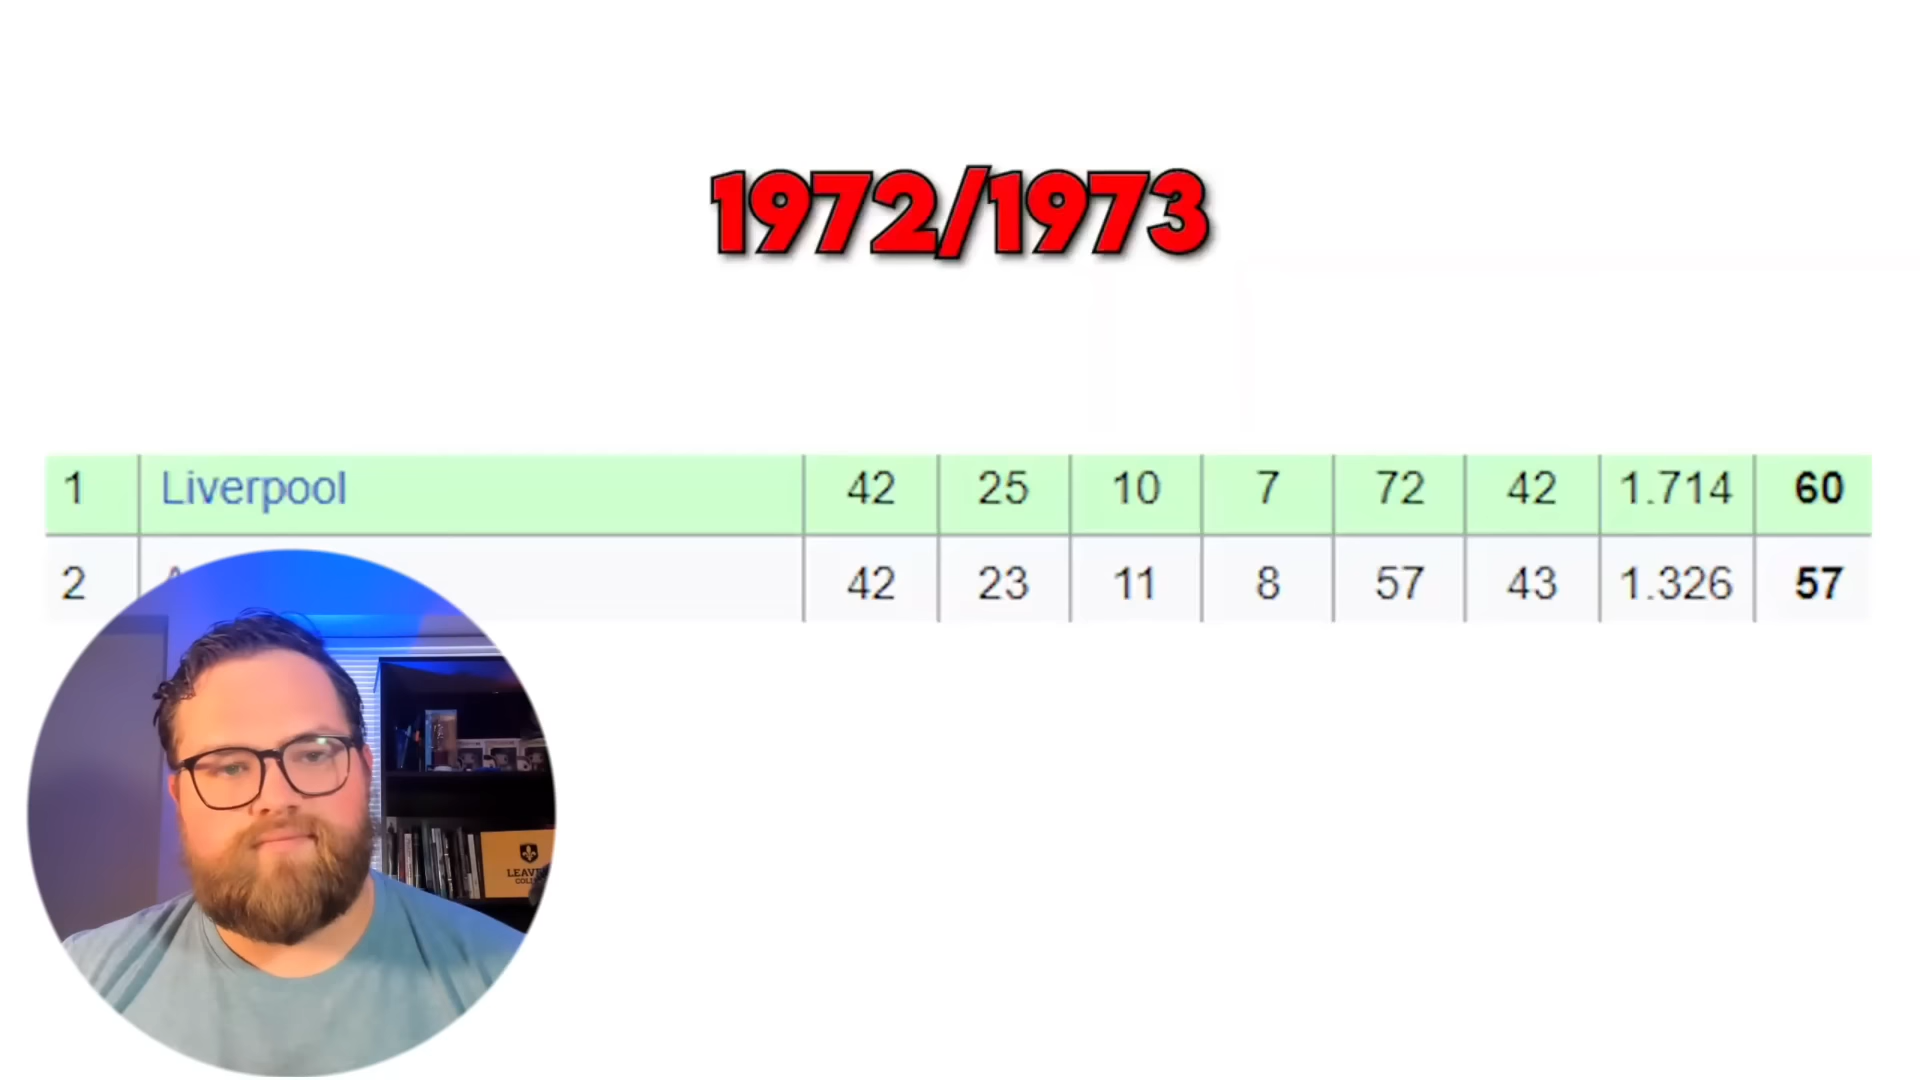 1972/1973
1 Liverpool 42 25 10 7 72 42 1.714 60
2 42 23 11 8 57 43 1.326 57